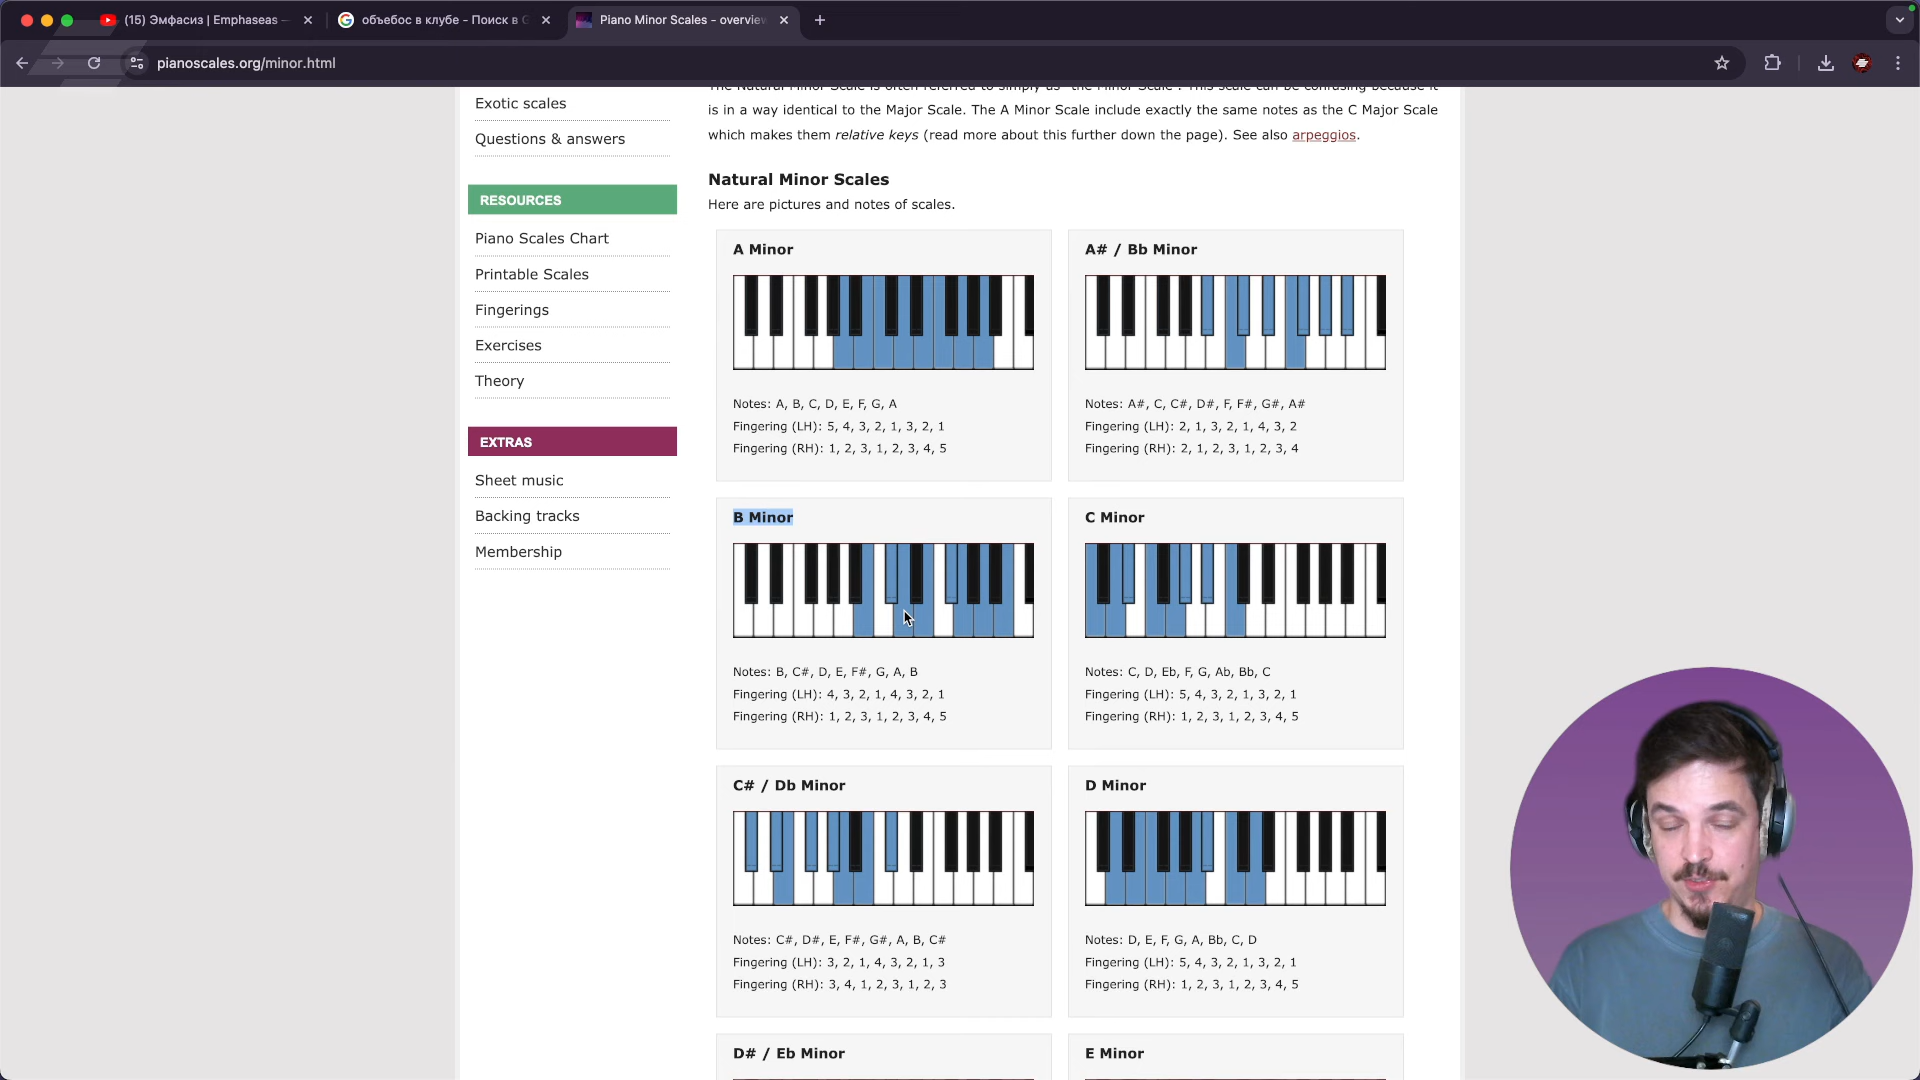 (15) Эмфасиз | Emphaseas –
объебос в клубе - Поиск в G
Piano Minor Scales - overview
pianoscales.org/minor.html
is in a way identical to the Major Scale. The A Minor Scale include exactly the same notes as the C Major Scale
which makes them relative keys (read more about this further down the page). See also arpeggios.
Exotic scales
Questions & answers
RESOURCES
Piano Scales Chart
Printable Scales
Fingerings
Exercises
Theory
EXTRAS
Sheet music
Backing tracks
Membership
Natural Minor Scales
Here are pictures and notes of scales.
A Minor
Notes: A, B, C, D, E, F, G, A
Fingering (LH): 5, 4, 3, 2, 1, 3, 2, 1
Fingering (RH): 1, 2, 3, 1, 2, 3, 4, 5
A# / Bb Minor
Notes: A#, C, C#, D#, F, F#, G#, A#
Fingering (LH): 2, 1, 3, 2, 1, 4, 3, 2
Fingering (RH): 2, 1, 2, 3, 1, 2, 3, 4
B Minor
Notes: B, C#, D, E, F#, G, A, B
Fingering (LH): 4, 3, 2, 1, 4, 3, 2, 1
Fingering (RH): 1, 2, 3, 1, 2, 3, 4, 5
C Minor
Notes: C, D, Eb, F, G, Ab, Bb, C
Fingering (LH): 5, 4, 3, 2, 1, 3, 2, 1
Fingering (RH): 1, 2, 3, 1, 2, 3, 4, 5
C# / Db Minor
Notes: C#, D#, E, F#, G#, A, B, C#
Fingering (LH): 3, 2, 1, 4, 3, 2, 1, 3
Fingering (RH): 3, 4, 1, 2, 3, 1, 2, 3
D Minor
Notes: D, E, F, G, A, Bb, C, D
Fingering (LH): 5, 4, 3, 2, 1, 3, 2, 1
Fingering (RH): 1, 2, 3, 1, 2, 3, 4, 5
D# / Eb Minor
E Minor